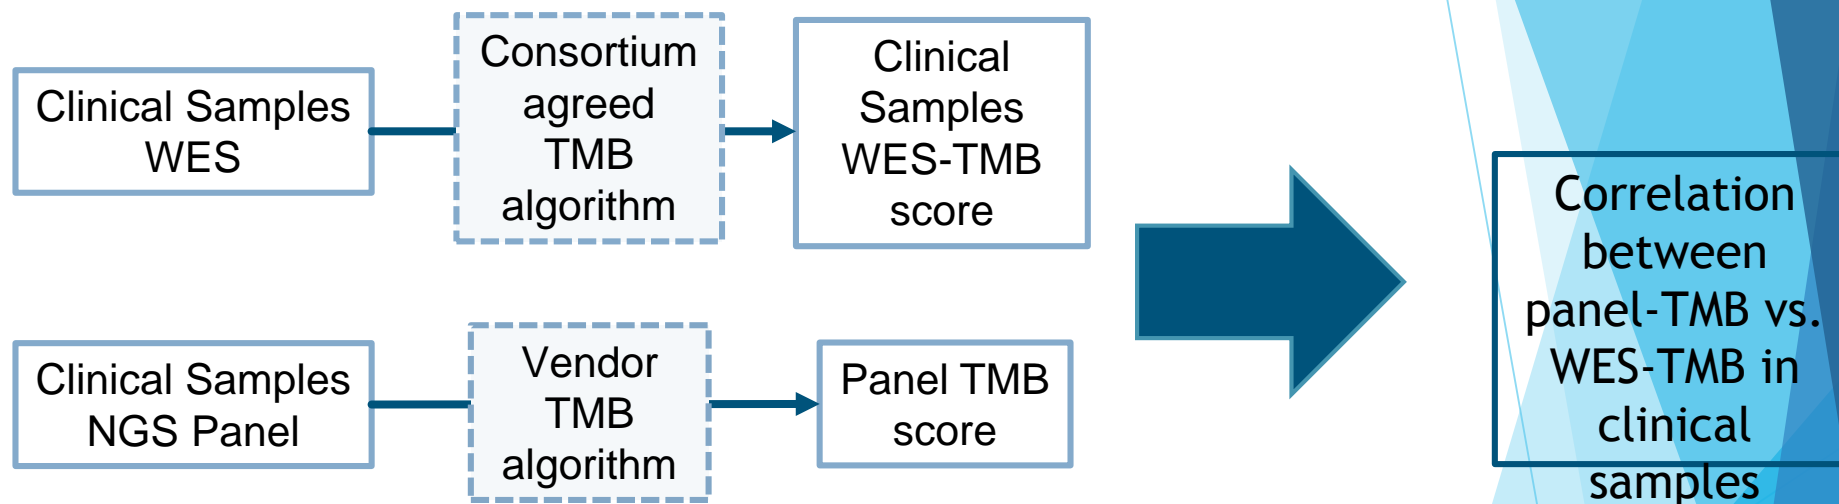 Clinical Samples
WES
Consortium
agreed
TMB
algorithm
Clinical
Samples
WES-TMB
score
Clinical Samples
NGS Panel
Vendor
TMB
algorithm
Panel TMB
score
Correlation
between
panel-TMB vs.
WES-TMB in
clinical
samples